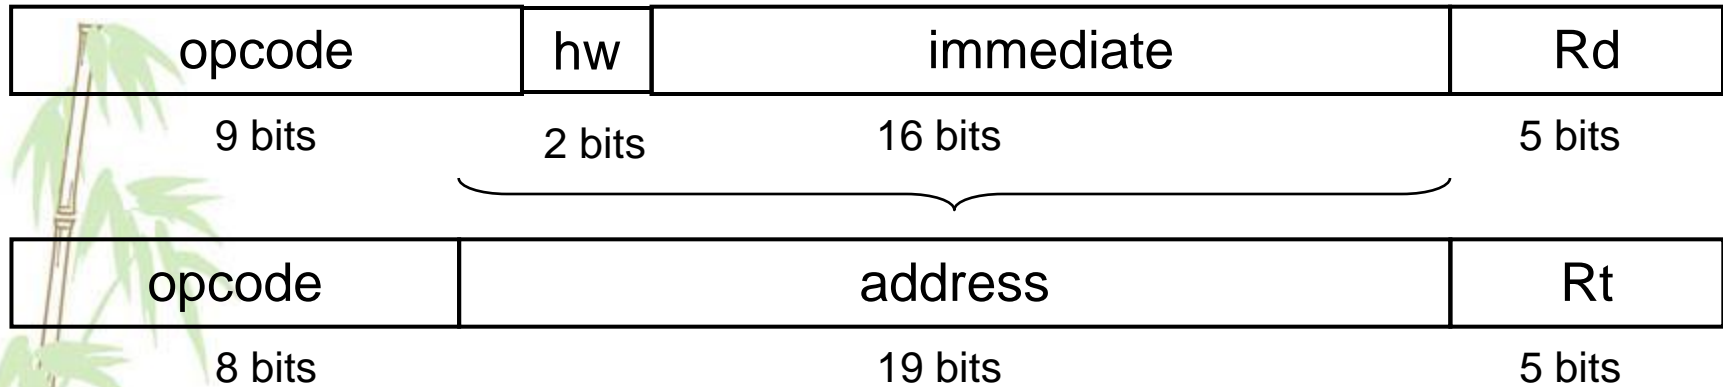 opcode hw immediate Rd
9 bits 2 bits 16 bits 5 bits
opcode address Rt
8 bits 19 bits 5 bits